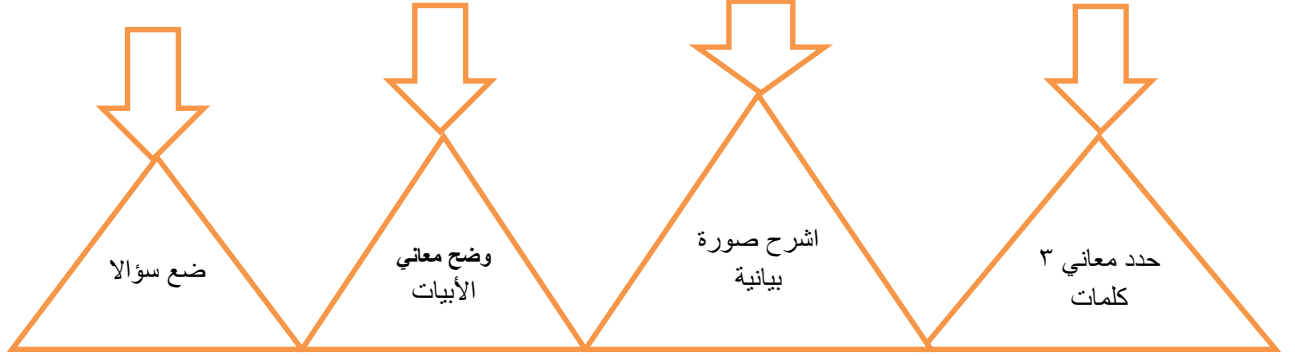 حدد معاني ٣
كلمات
اشرح صورة
بيانية
وضح معاني
الأبيات
ضع سؤالا